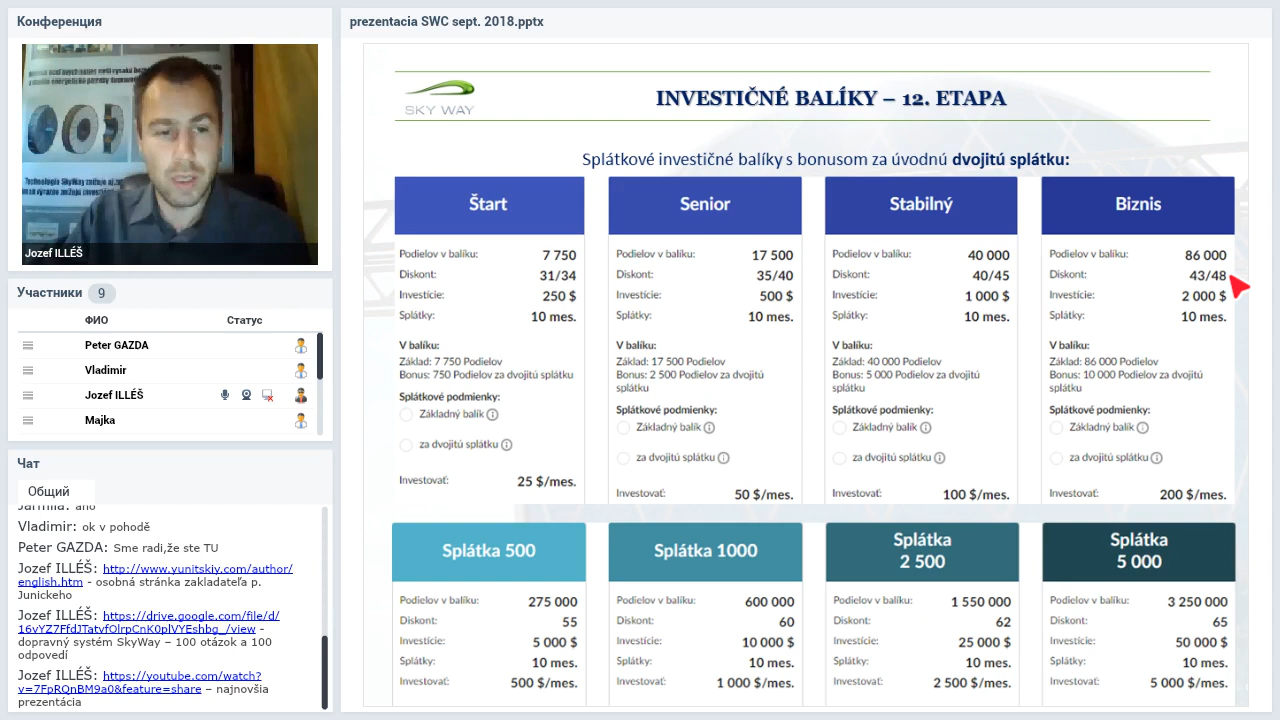 Конференция
Jozef ILLÉŠ
Участники 9
ФИО Статус
Peter GAZDA
Vladimir
Jozef ILLÉŠ
Majka
Чат
Общий
Jarmila: áno
Vladimir: ok v pohodě
Peter GAZDA: Sme radi,že ste TU
Jozef ILLÉŠ: http://www.yunitskiy.com/author/
english.htm - osobná stránka zakladateľa p.
Junickeho
Jozef ILLÉŠ: https://drive.google.com/file/d/
16vYZ7FfdJTatvfOlrpCnK0plVYEshbg_/view -
dopravný systém SkyWay – 100 otázok a 100
odpovedí
Jozef ILLÉŠ: https://youtube.com/watch?
v=7FpRQnBM9a0&feature=share – najnovšia
prezentácia
prezentacia SWC sept. 2018.pptx
SKY WAY
INVESTIČNÉ BALÍKY – 12. ETAPA
Splátkové investičné balíky s bonusom za úvodnú dvojitú splátku:
Štart
Podielov v balíku: 7 750
Diskont: 31/34
Investície: 250 $
Splátky: 10 mes.
V balíku:
Základ: 7 750 Podielov
Bonus: 750 Podielov za dvojitú splátku
Splátkové podmienky:
Základný balík
za dvojitú splátku
Investovať: 25 $/mes.
Senior
Podielov v balíku: 17 500
Diskont: 35/40
Investície: 500 $
Splátky: 10 mes.
V balíku:
Základ: 17 500 Podielov
Bonus: 2 500 Podielov za dvojitú
splátku
Splátkové podmienky:
Základný balík
za dvojitú splátku
Investovať: 50 $/mes.
Stabilný
Podielov v balíku: 40 000
Diskont: 40/45
Investície: 1 000 $
Splátky: 10 mes.
V balíku:
Základ: 40 000 Podielov
Bonus: 5 000 Podielov za dvojitú
splátku
Splátkové podmienky:
Základný balík
za dvojitú splátku
Investovať: 100 $/mes.
Biznis
Podielov v balíku: 86 000
Diskont: 43/48
Investície: 2 000 $
Splátky: 10 mes.
V balíku:
Základ: 86 000 Podielov
Bonus: 10 000 Podielov za dvojitú
splátku
Splátkové podmienky:
Základný balík
za dvojitú splátku
Investovať: 200 $/mes.
Splátka 500
Podielov v balíku: 275 000
Diskont: 55
Investície: 5 000 $
Splátky: 10 mes.
Investovať: 500 $/mes.
Splátka 1000
Podielov v balíku: 600 000
Diskont: 60
Investície: 10 000 $
Splátky: 10 mes.
Investovať: 1 000 $/mes.
Splátka
2 500
Podielov v balíku: 1 550 000
Diskont: 62
Investície: 25 000 $
Splátky: 10 mes.
Investovať: 2 500 $/mes.
Splátka
5 000
Podielov v balíku: 3 250 000
Diskont: 65
Investície: 50 000 $
Splátky: 10 mes.
Investovať: 5 000 $/mes.